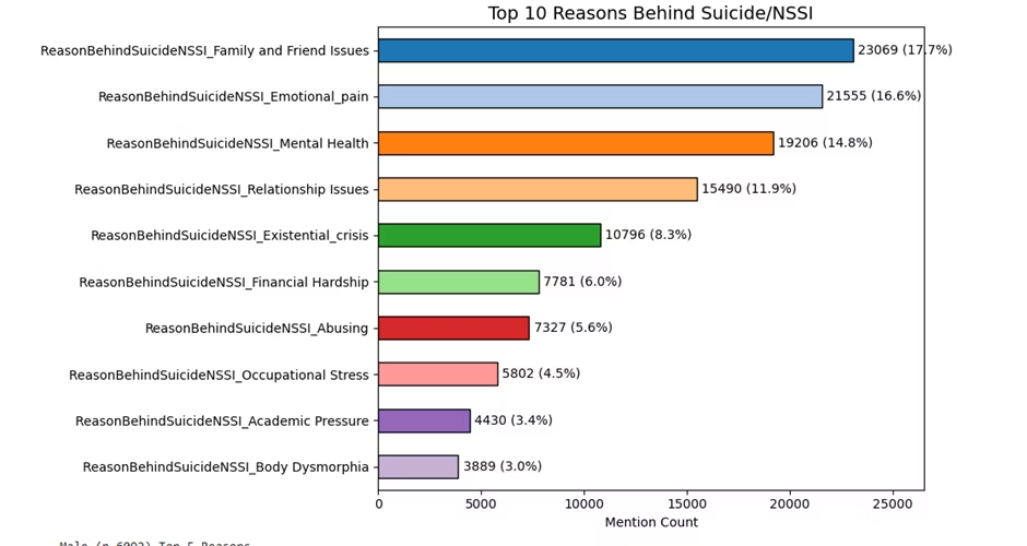 Top 10 Reasons Behind Suicide/NSSI
ReasonBehindSuicideNSSI_Family and Friend Issues 23069 (17.7%)
ReasonBehindSuicideNSSI_Emotional_pain 21555 (16.6%)
ReasonBehindSuicideNSSI_Mental Health 19206 (14.8%)
ReasonBehindSuicideNSSI_Relationship Issues 15490 (11.9%)
ReasonBehindSuicideNSSI_Existential_crisis 10796 (8.3%)
ReasonBehindSuicideNSSI_Financial Hardship 7781 (6.0%)
ReasonBehindSuicideNSSI_Abusing 7327 (5.6%)
ReasonBehindSuicideNSSI_Occupational Stress 5802 (4.5%)
ReasonBehindSuicideNSSI_Academic Pressure 4430 (3.4%)
ReasonBehindSuicideNSSI_Body Dysmorphia 3889 (3.0%)
0 5000 10000 15000 20000 25000
Mention Count